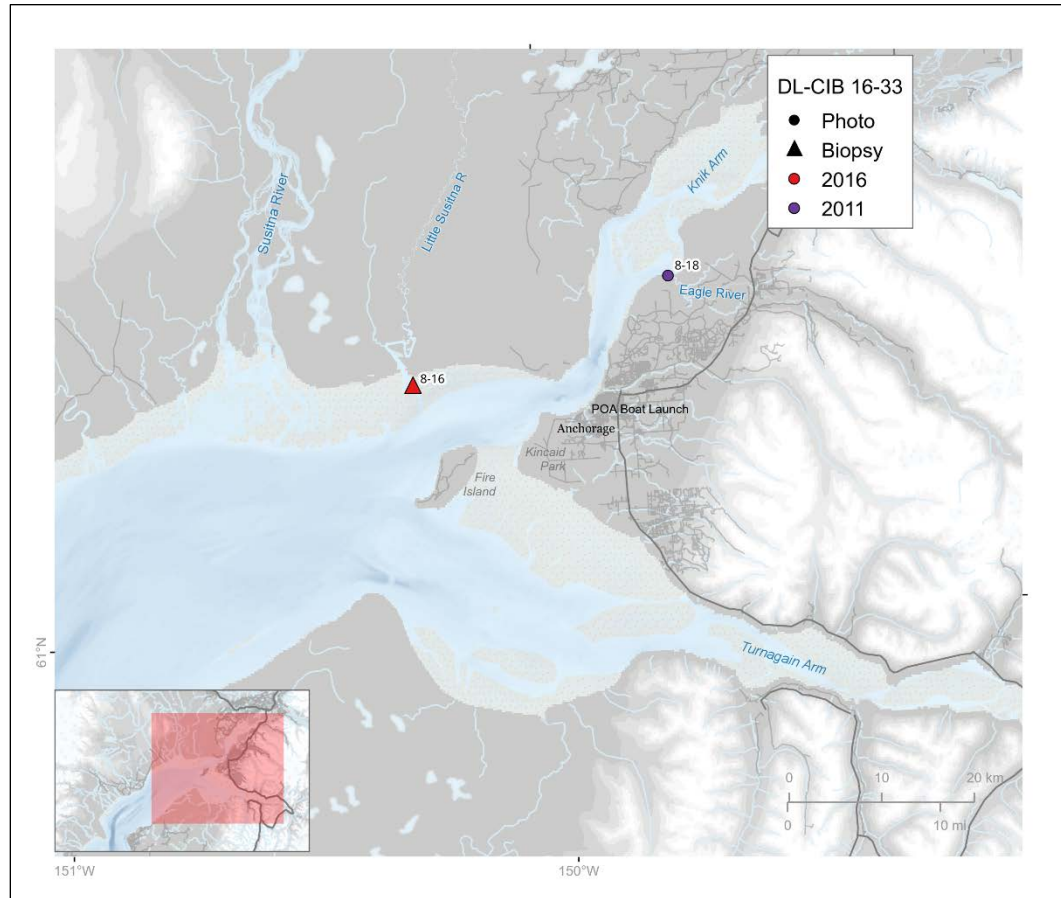 DL-CIB 16-33
Photo
Biopsy
2016
2011
Knik Arm
Susitna River
Little Susitna R
8-18
Eagle River
8-16
POA Boat Launch
Anchorage
Kincaid
Park
Fire
Island
61°N
Turnagain Arm
0 10 20 km
0 10 mi
151°W
150°W